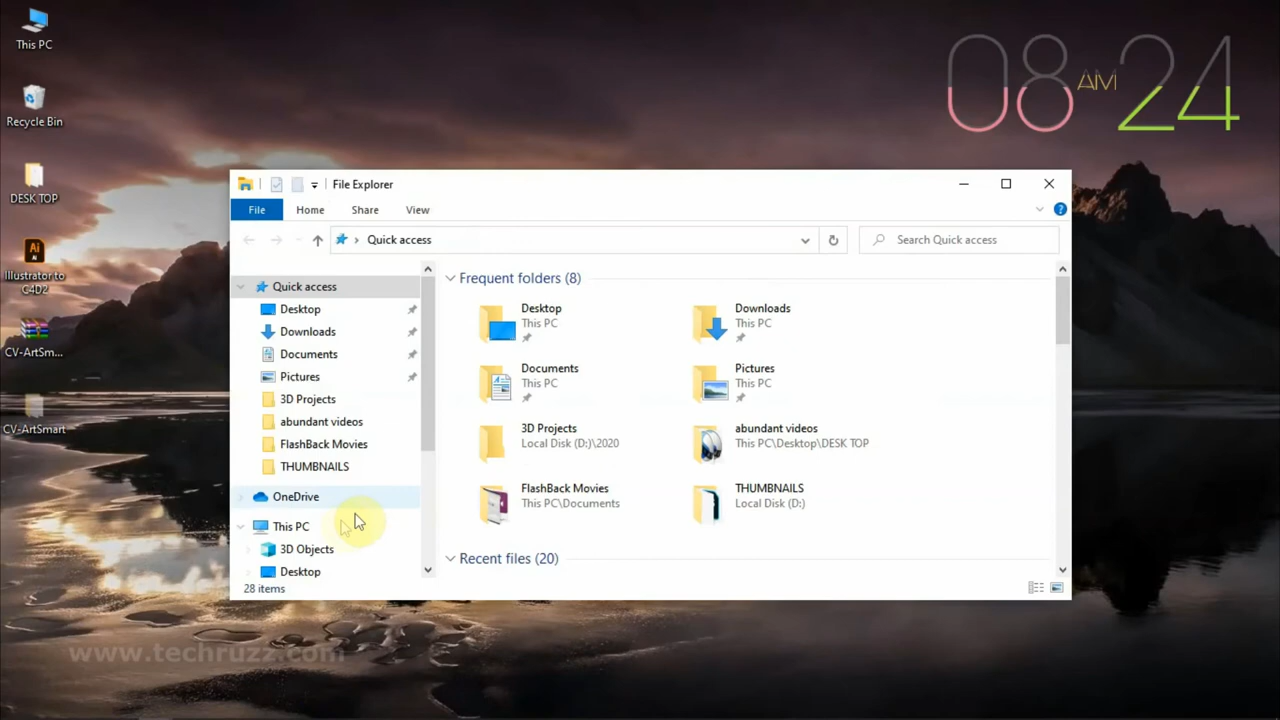 This PC
Recycle Bin
DESK TOP
Ai
Illustrator to
C4D2
CV-ArtSm...
CV-ArtSmart
08 AM 24
File Explorer
File Home Share View
Quick access
Search Quick access
Quick access
Desktop
Downloads
Documents
Pictures
3D Projects
abundant videos
FlashBack Movies
THUMBNAILS
OneDrive
This PC
3D Objects
Desktop
Frequent folders (8)
Desktop
This PC
Downloads
This PC
Documents
This PC
Pictures
This PC
3D Projects
Local Disk (D:)\2020
abundant videos
This PC\Desktop\DESK TOP
FlashBack Movies
This PC\Documents
THUMBNAILS
Local Disk (D:)
Recent files (20)
28 items
www.techruzz.com